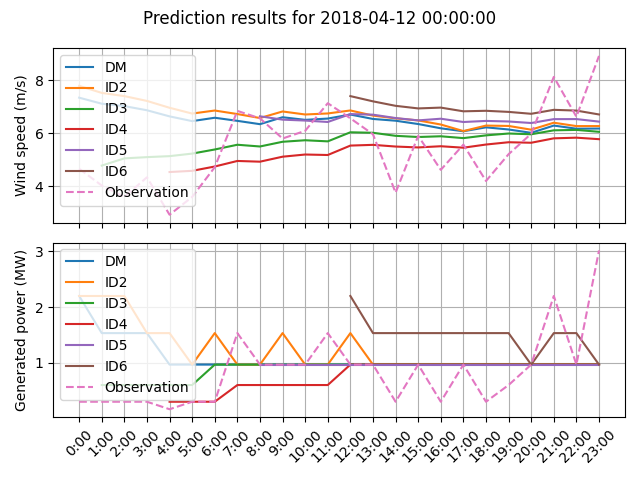 Prediction results for 2018-04-12 00:00:00
Wind speed (m/s)
8
6
4
DM
ID2
ID3
ID4
ID5
ID6
Observation
Generated power (MW)
3
2
1
DM
ID2
ID3
ID4
ID5
ID6
Observation
0:00 1:00 2:00 3:00 4:00 5:00 6:00 7:00 8:00 9:00 10:00 11:00 12:00 13:00 14:00 15:00 16:00 17:00 18:00 19:00 20:00 21:00 22:00 23:00